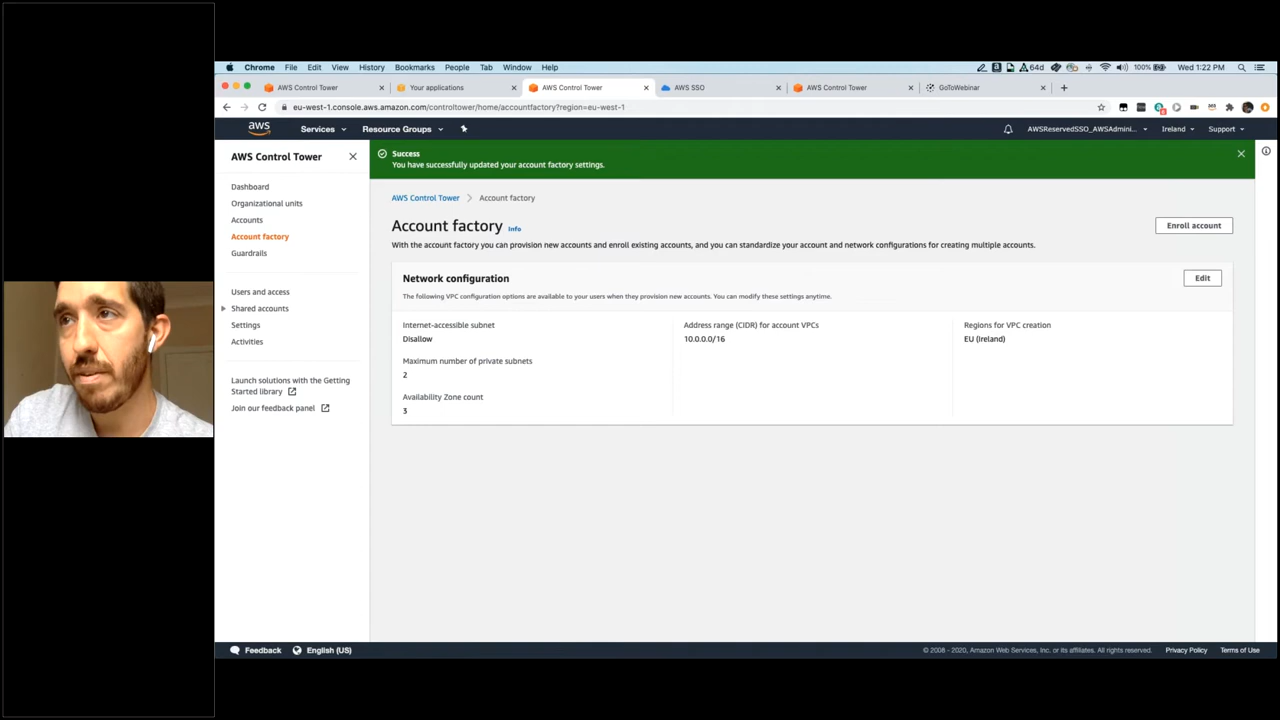 Chrome File Edit View History Bookmarks People Tab Window Help 64d 100% Wed 1:22 PM
AWS Control Tower Your applications AWS Control Tower AWS SSO AWS Control Tower GoToWebinar
eu-west-1.console.aws.amazon.com/controltower/home/accountfactory?region=eu-west-1
aws Services Resource Groups AWSReservedSSO_AWSAdmini... Ireland Support
AWS Control Tower
Dashboard
Organizational units
Accounts
Account factory
Guardrails
Users and access
Shared accounts
Settings
Activities
Launch solutions with the Getting
Started library
Join our feedback panel
Success
You have successfully updated your account factory settings.
AWS Control Tower Account factory
Account factory Info
Enroll account
With the account factory you can provision new accounts and enroll existing accounts, and you can standardize your account and network configurations for creating multiple accounts.
Network configuration
Edit
The following VPC configuration options are available to your users when they provision new accounts. You can modify these settings anytime.
Internet-accessible subnet
Disallow
Maximum number of private subnets
2
Availability Zone count
3
Address range (CIDR) for account VPCs
10.0.0.0/16
Regions for VPC creation
EU (Ireland)
Feedback English (US) © 2008 - 2020, Amazon Web Services, Inc. or its affiliates. All rights reserved. Privacy Policy Terms of Use